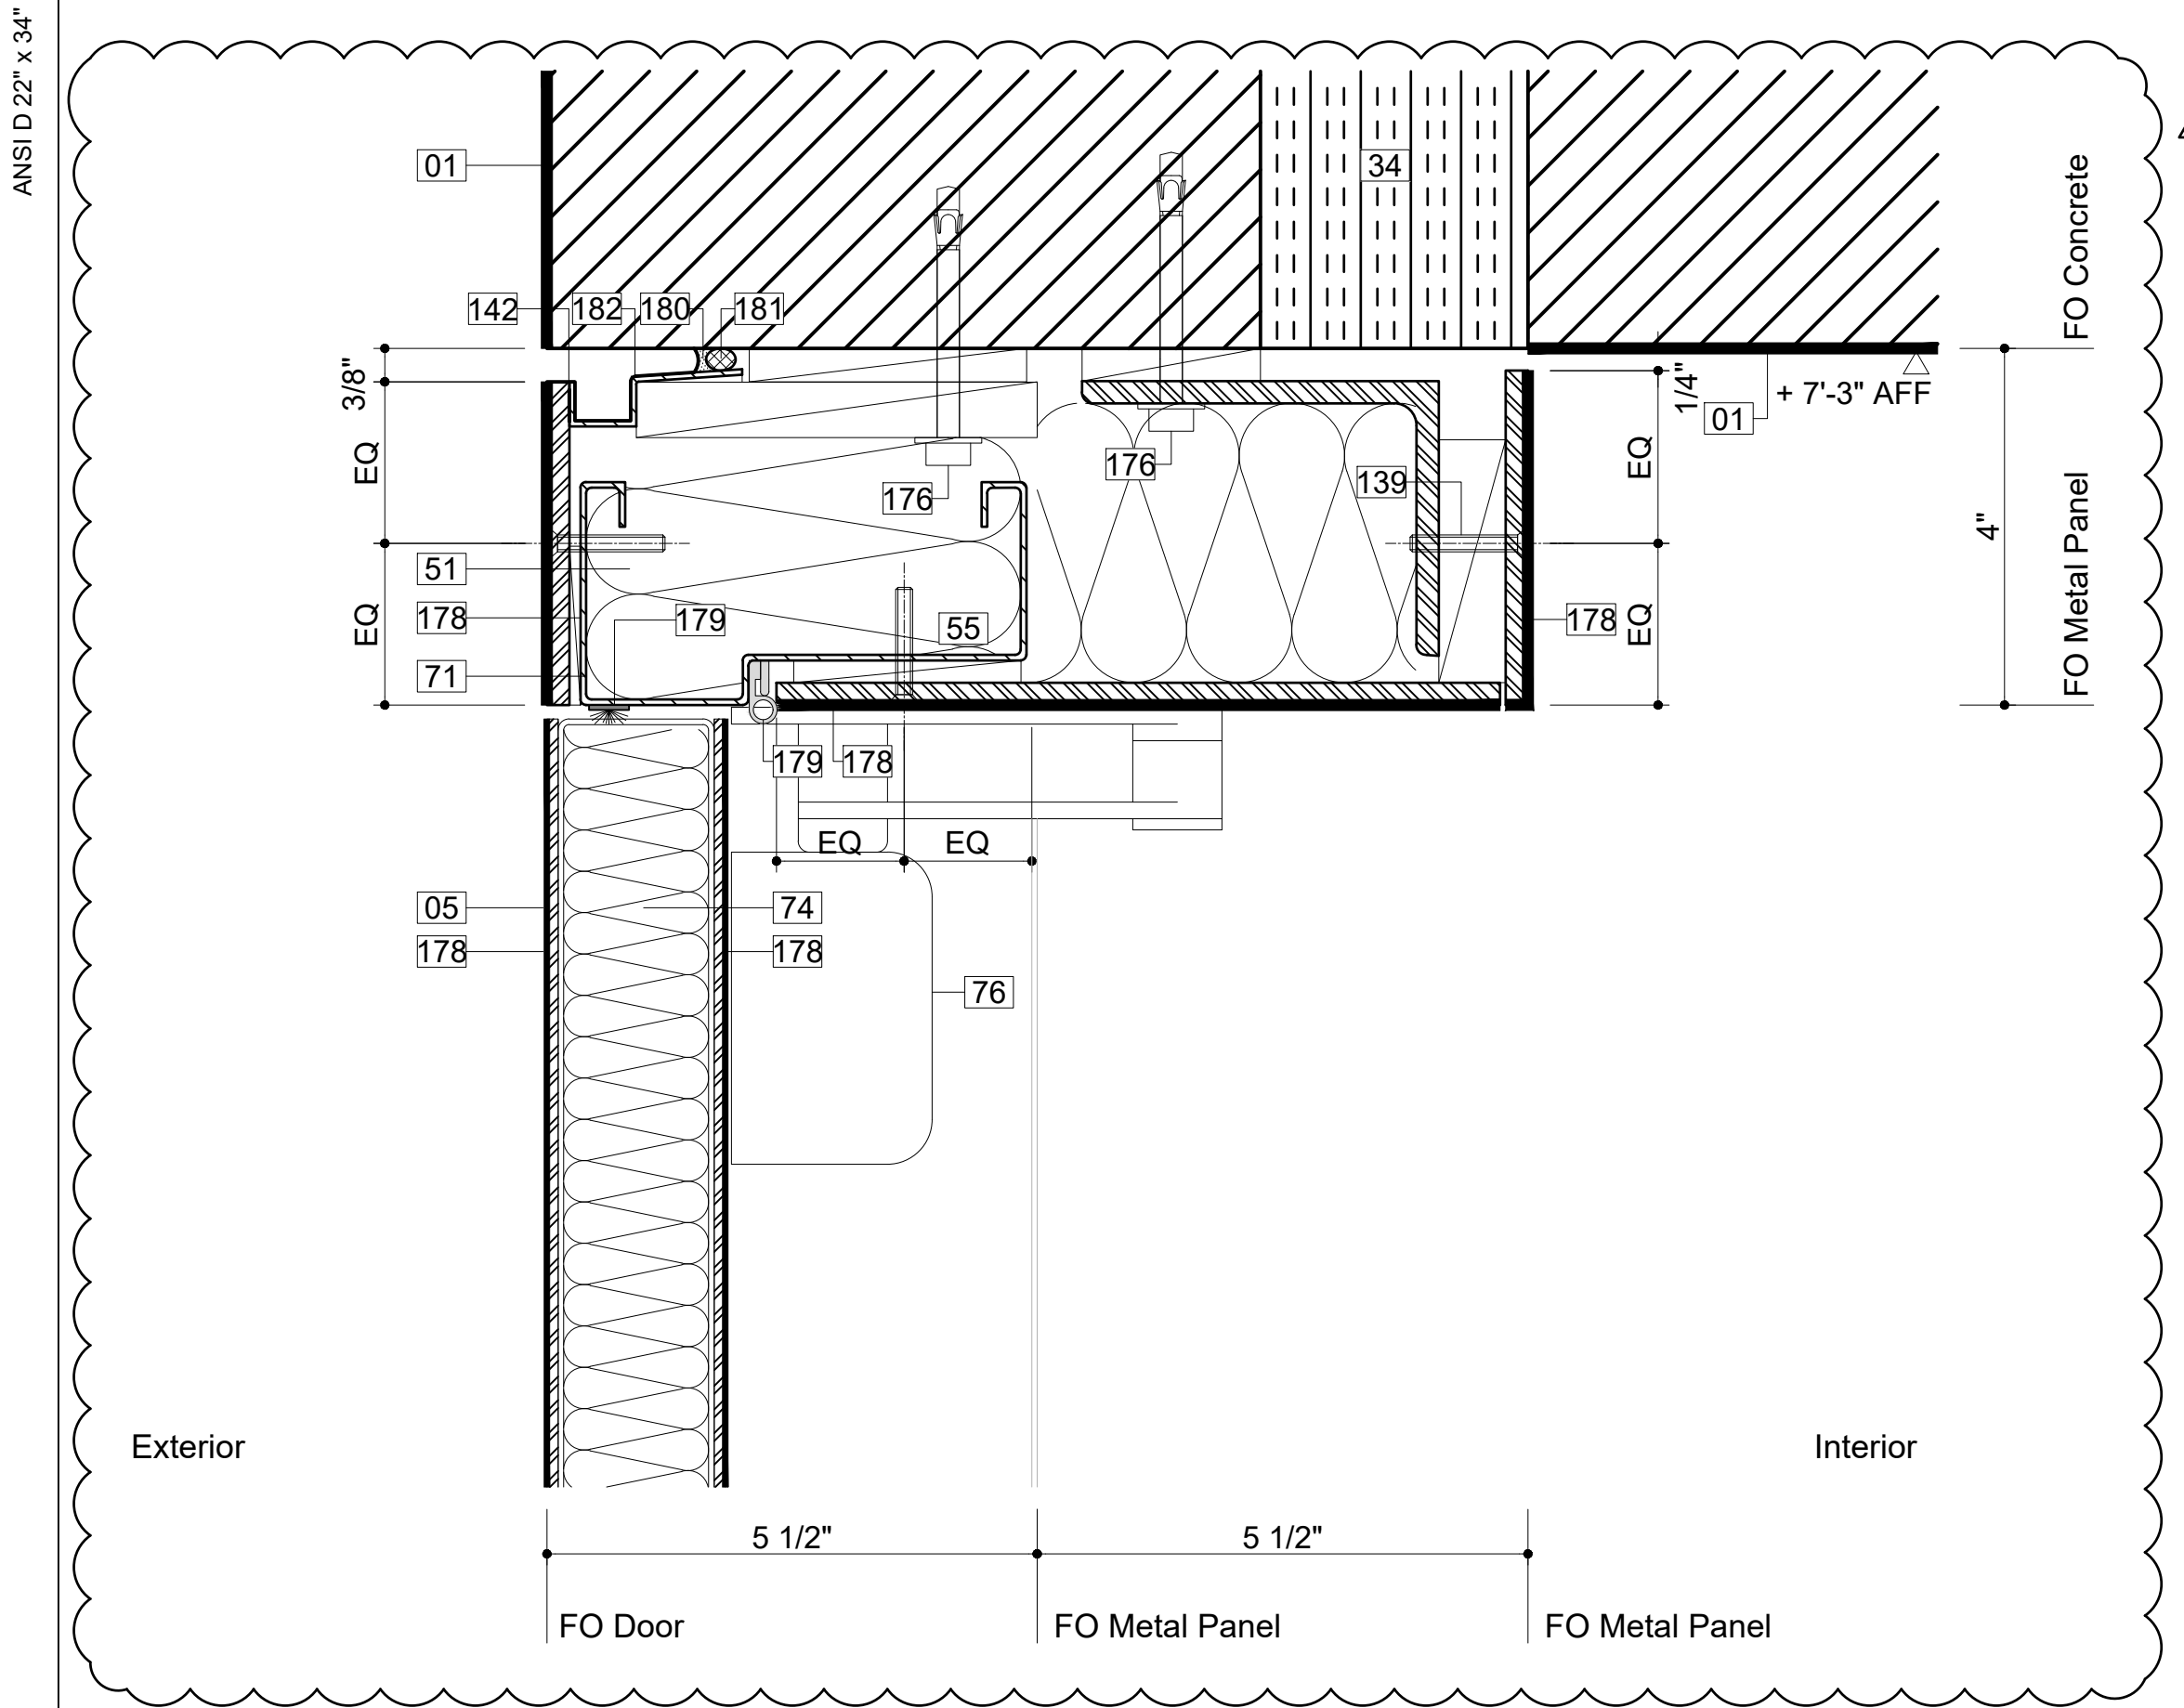 ANSI D 22" x 34"
01
34
FO Concrete
142
182
180
181
3/8"
1/4"
+ 7'-3" AFF
01
EQ
176
176
139
EQ
4"
FO Metal Panel
51
178
179
55
178
EQ
EQ
71
179
178
EQ
EQ
05
74
178
178
76
Exterior
Interior
5 1/2"
5 1/2"
FO Door
FO Metal Panel
FO Metal Panel